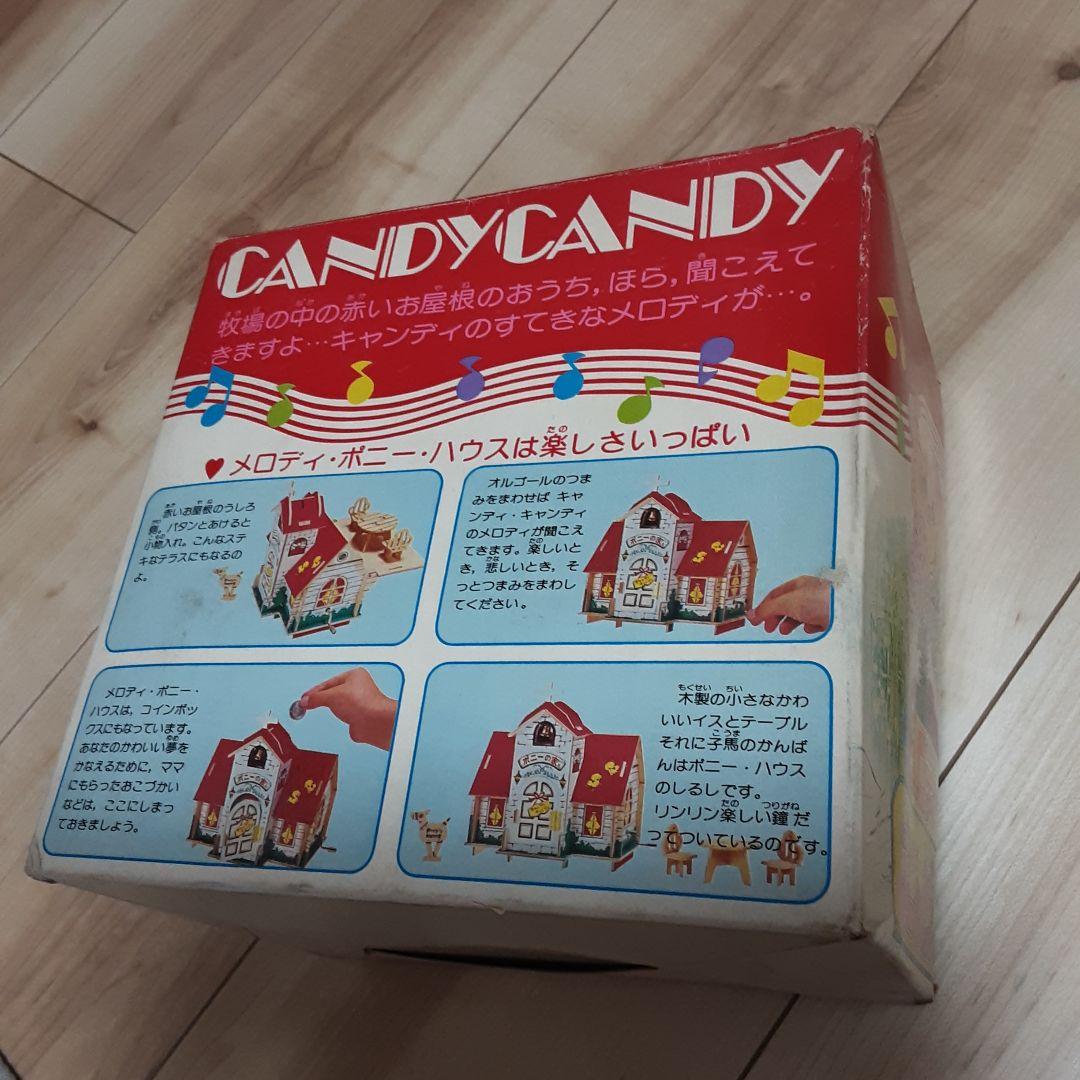 CANDYCANDY
牧場の中の赤いお屋根のおうち,ほら,聞こえて
きますよ…キャンディのすてきなメロディが…。
♥メロディ・ポニー・ハウスは楽しさいっぱい
赤いお屋根のうしろ
側。パタンとあけると
小物入れ。こんなステ
キなテラスにもなるの
よ。
オルゴールのつま
みをまわせば キャ
ンディ・キャンディ
のメロディが聞こえ
てきます。楽しいと
き,悲しいとき,そ
っとつまみをまわし
てください。
ポニーの家
メロディ・ポニー・
ハウスは,コインボッ
クスにもなっています。
あなたのかわいい夢を
かなえるために,ママ
にもらったおこづかい
などは,ここにしまっ
ておきましょう。
ポニーの家
木製の小さなかわ
いいイスとテーブル
それに子馬のかんば
んはポニー・ハウス
のしるしです。
リンリン楽しい鐘だ
ってついているのです。
ポニーの家